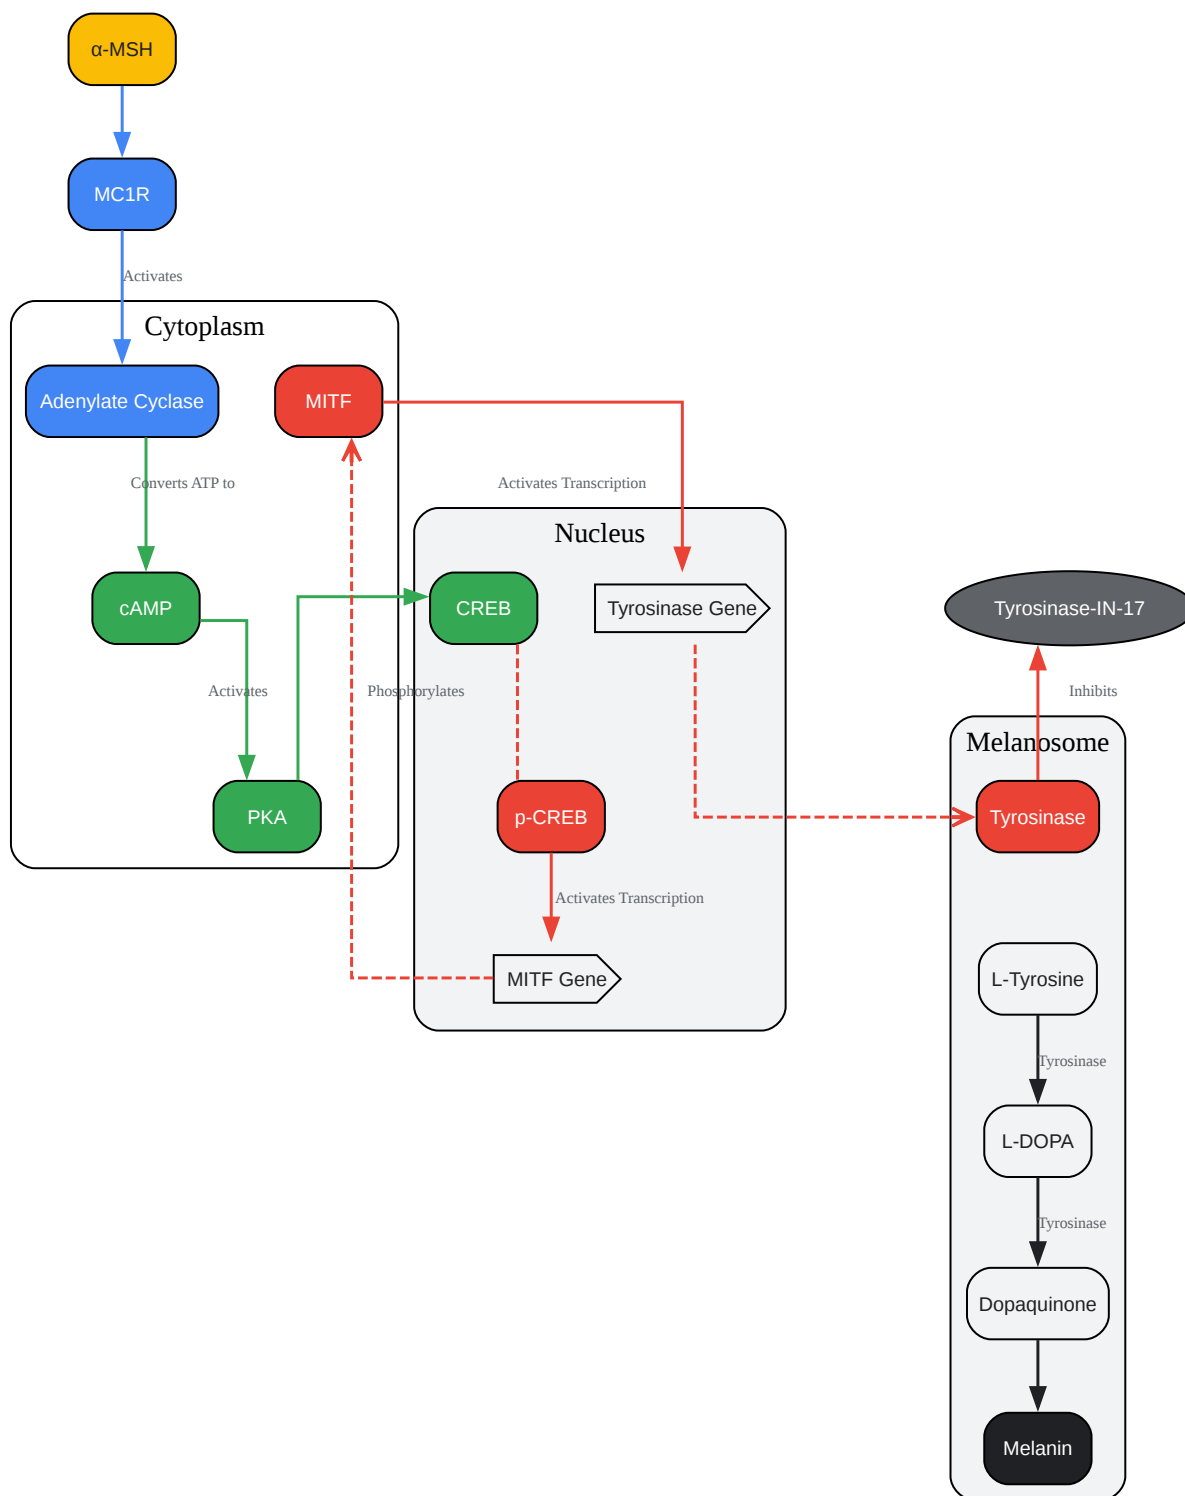 α-MSH
MC1R
Activates
Cytoplasm
Adenylate Cyclase
MITF
Converts ATP to
Activates Transcription
Nucleus
cAMP
CREB
Tyrosinase Gene
Tyrosinase-IN-17
Activates
Phosphorylates
Inhibits
Melanosome
PKA
p-CREB
Tyrosinase
Activates Transcription
MITF Gene
L-Tyrosine
Tyrosinase
L-DOPA
Tyrosinase
Dopaquinone
Melanin